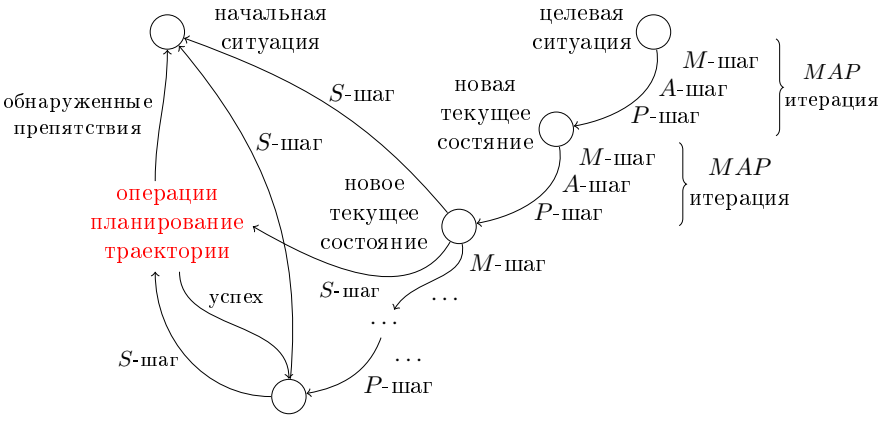 начальная
ситуация
целевая
ситуация
M-шаг
A-шаг
P-шаг
MAP
итерация
новая
текущее
состяние
S-шаг
обнаруженные
препятствия
S-шаг
M-шаг
A-шаг
P-шаг
MAP
итерация
новое
текущее
состояние
операции
планирование
траектории
M-шаг
S-шаг
...
успех
...
...
S-шаг
P-шаг